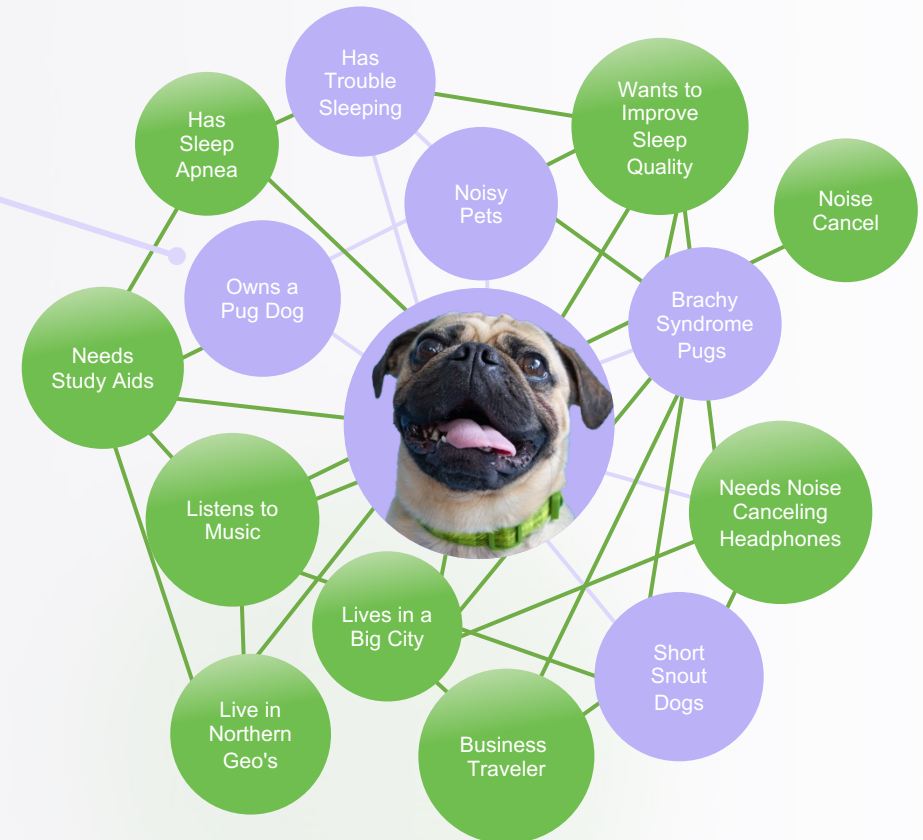 Has
Trouble
Sleeping
Wants to
Improve
Sleep
Quality
Has
Sleep
Apnea
Noisy
Pets
Noise
Cancel
Owns a
Pug Dog
Brachy
Syndrome
Pugs
Needs
Study Aids
Listens to
Music
Needs Noise
Canceling
Headphones
Lives in a
Big City
Short
Snout
Dogs
Live in
Northern
Geo's
Business
Traveler